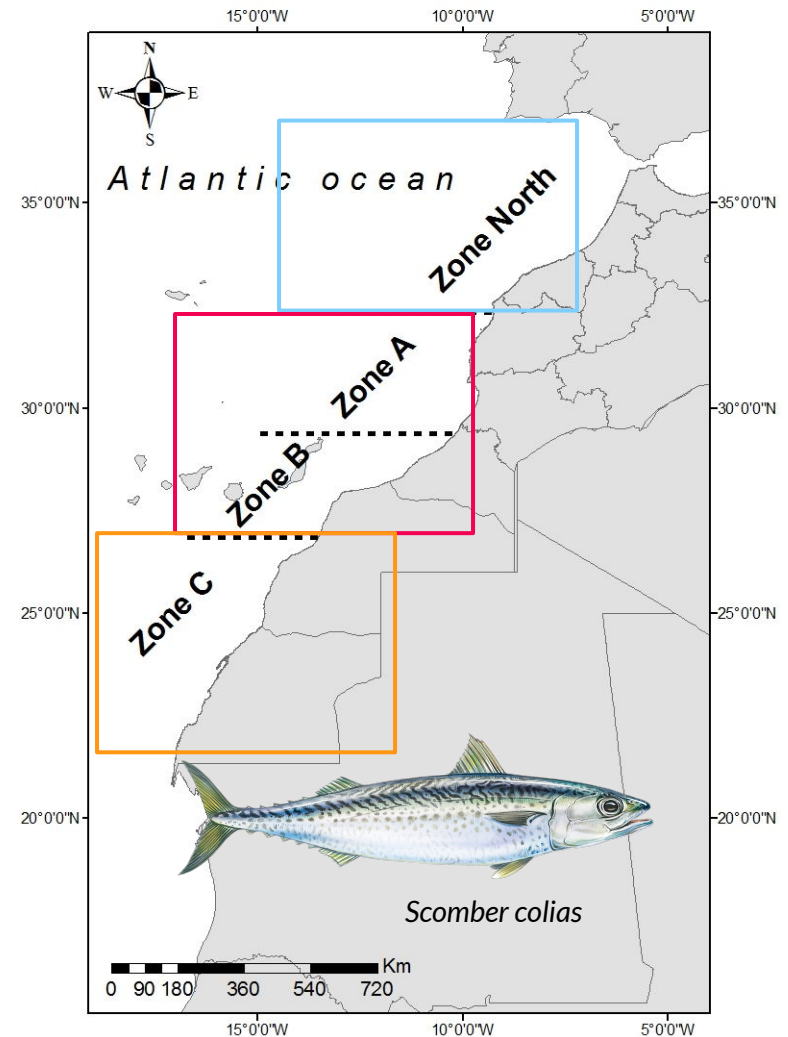 15°0'0"W 10°0'0"W 5°0'0"W
N
W E
S
Atlantic ocean
35°0'0"N 35°0'0"N
Zone North
Zone A
30°0'0"N 30°0'0"N
Zone B
Zone C
25°0'0"N 25°0'0"N
20°0'0"N 20°0'0"N
Scomber colias
Km
0 90 180 360 540 720
15°0'0"W 10°0'0"W 5°0'0"W